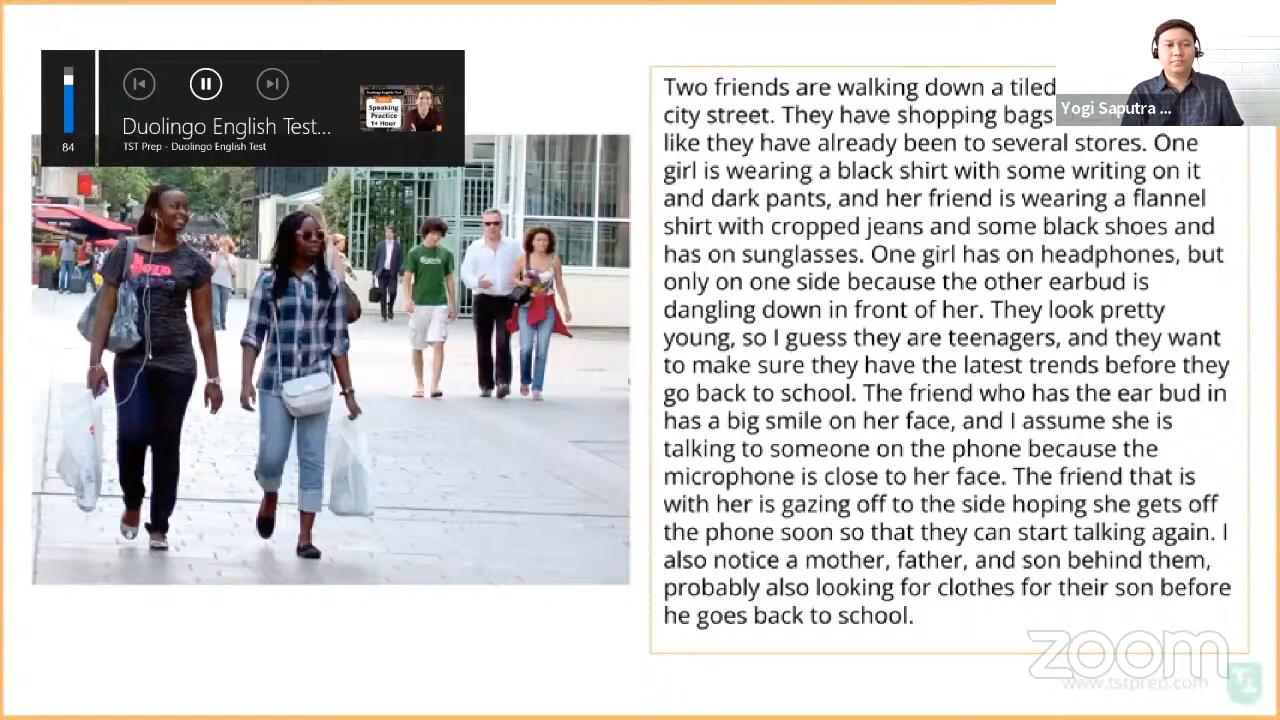 84
Duolingo English Test...
TST Prep - Duolingo English Test
Duolingo English Test
Speaking
Practice
1+ Hour
Yogi Saputra ...
Two friends are walking down a tiled
city street. They have shopping bags
like they have already been to several stores. One
girl is wearing a black shirt with some writing on it
and dark pants, and her friend is wearing a flannel
shirt with cropped jeans and some black shoes and
has on sunglasses. One girl has on headphones, but
only on one side because the other earbud is
dangling down in front of her. They look pretty
young, so I guess they are teenagers, and they want
to make sure they have the latest trends before they
go back to school. The friend who has the ear bud in
has a big smile on her face, and I assume she is
talking to someone on the phone because the
microphone is close to her face. The friend that is
with her is gazing off to the side hoping she gets off
the phone soon so that they can start talking again. I
also notice a mother, father, and son behind them,
probably also looking for clothes for their son before
he goes back to school.
zoom
www.tstprep.com